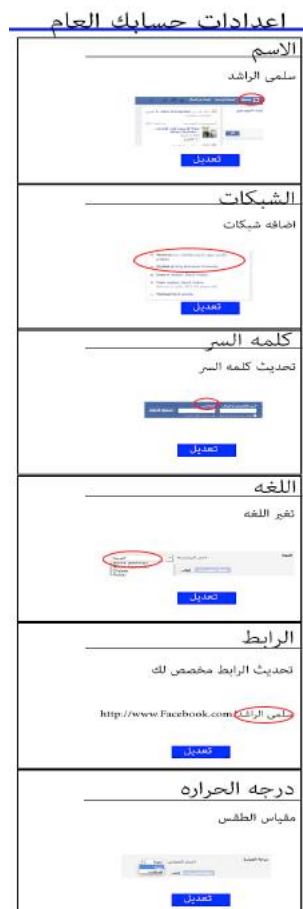 اعدادات حسابك العام
الاسم
سلمى الراشد
تعديل
الشبكات
اضافه شبكات
تعديل
كلمه السر
تحديث كلمه السر
تعديل
اللغه
تغير اللغه
تعديل
الرابط
تحديث الرابط مخصص لك
http://www.Facebook.com/سلمى الراشد
تعديل
درجه الحراره
مقياس الطقس
تعديل